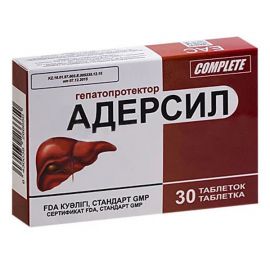 COMPLETE
гепатопротектор
АДЕРСИЛ
30 ТАБЛЕТОК
ТАБЛЕТКА
FDA КУӘЛІГІ, СТАНДАРТ GMP
СЕРТИФИКАТ FDA, СТАНДАРТ GMP